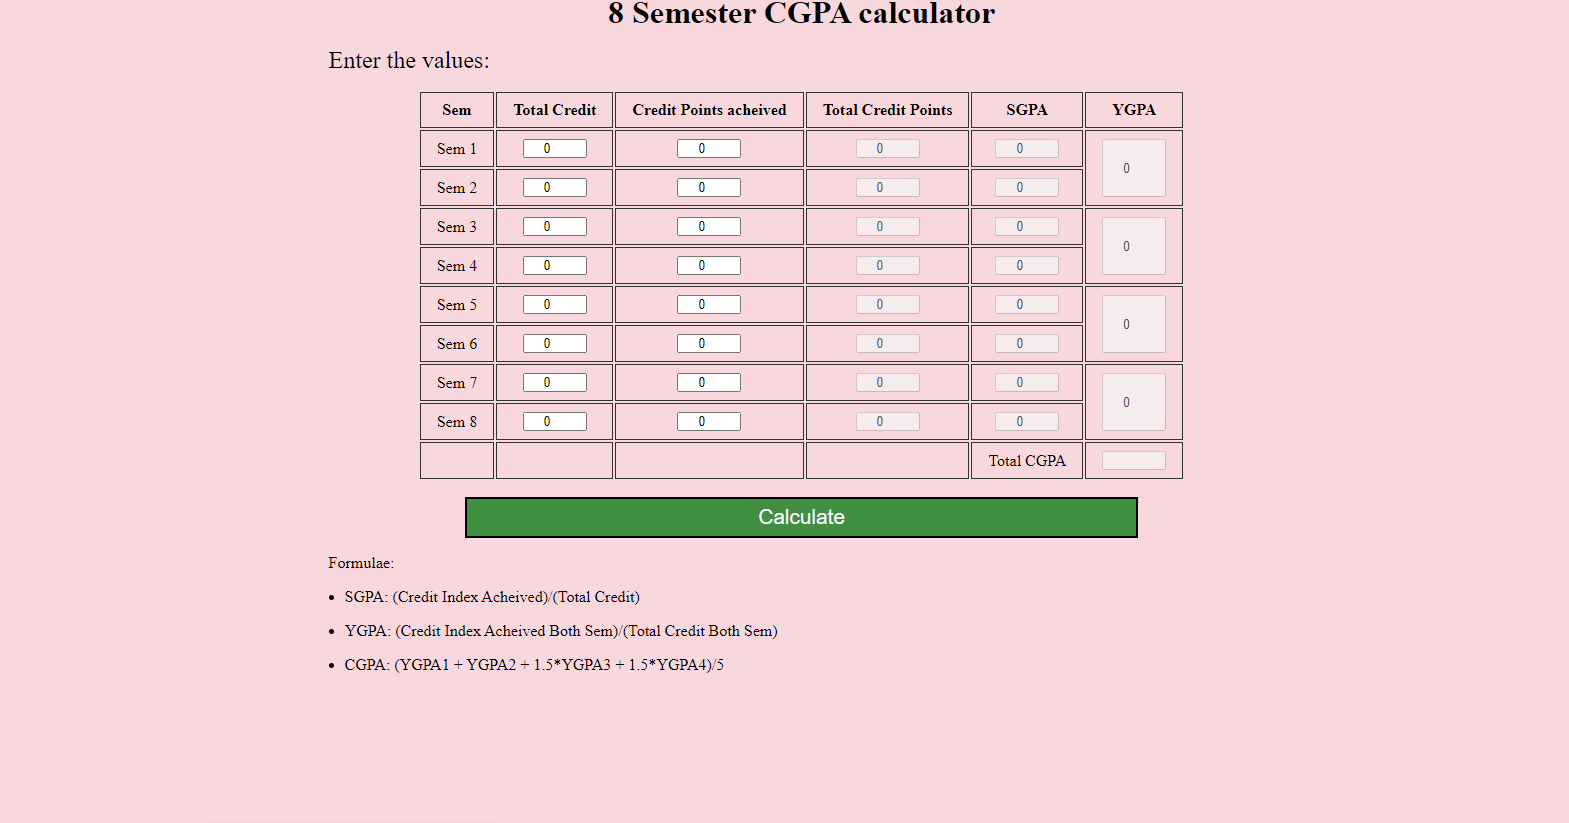 8 Semester CGPA calculator
Enter the values:
Sem Total Credit Credit Points acheived Total Credit Points SGPA YGPA
Sem 1 0 0 0 0 0
Sem 2 0 0 0 0
Sem 3 0 0 0 0 0
Sem 4 0 0 0 0
Sem 5 0 0 0 0 0
Sem 6 0 0 0 0
Sem 7 0 0 0 0 0
Sem 8 0 0 0 0
Total CGPA
Calculate
Formulae:
• SGPA: (Credit Index Acheived)/(Total Credit)
• YGPA: (Credit Index Acheived Both Sem)/(Total Credit Both Sem)
• CGPA: (YGPA1 + YGPA2 + 1.5*YGPA3 + 1.5*YGPA4)/5